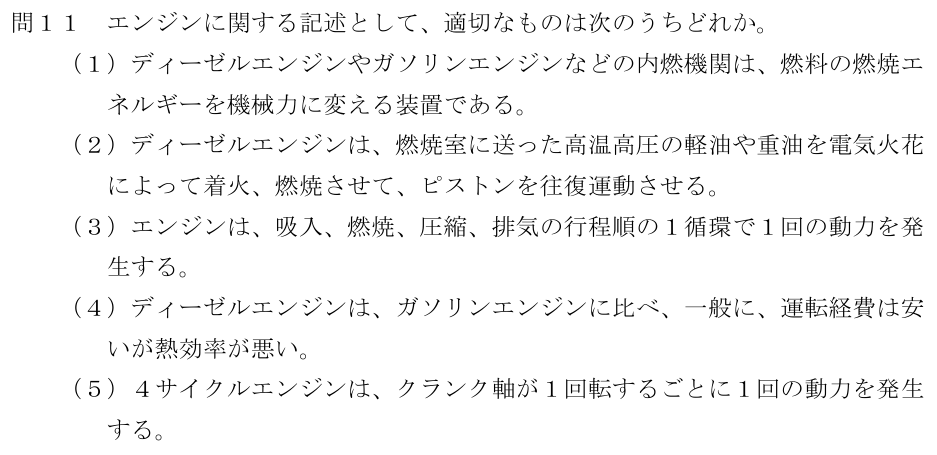 問１１　エンジンに関する記述として、適切なものは次のうちどれか。
（１）ディーゼルエンジンやガソリンエンジンなどの内燃機関は、燃料の燃焼エ
ネルギーを機械力に変える装置である。
（２）ディーゼルエンジンは、燃焼室に送った高温高圧の軽油や重油を電気火花
によって着火、燃焼させて、ピストンを往復運動させる。
（３）エンジンは、吸入、燃焼、圧縮、排気の行程順の１循環で１回の動力を発
生する。
（４）ディーゼルエンジンは、ガソリンエンジンに比べ、一般に、運転経費は安
いが熱効率が悪い。
（５）４サイクルエンジンは、クランク軸が１回転するごとに１回の動力を発生
する。